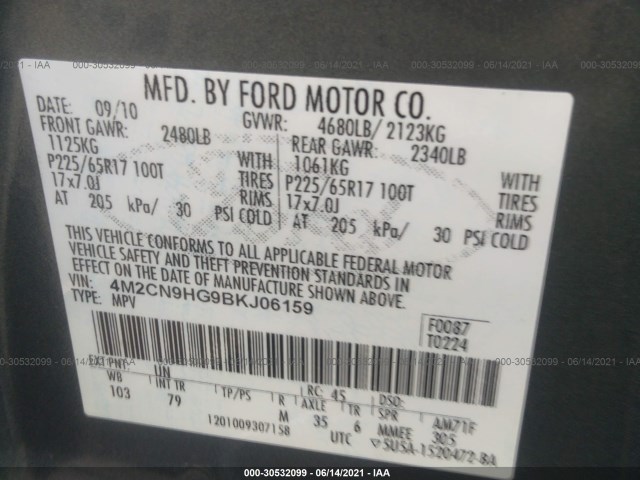 000-30532099 - 06/14/2021 - IAA
MFD. BY FORD MOTOR CO.
DATE: 09/10 GVWR: 4680LB/ 2123KG
FRONT GAWR: 2480LB REAR GAWR: 2340LB
1125KG WITH 1061KG WITH
P225/65R17 100T TIRES P225/65R17 100T TIRES
17x7.0J RIMS 17x7.0J RIMS
AT 205 kPa/ 30 PSI COLD AT 205 kPa/ 30 PSI COLD
THIS VEHICLE CONFORMS TO ALL APPLICABLE FEDERAL MOTOR
VEHICLE SAFETY AND THEFT PREVENTION STANDARDS IN
EFFECT ON THE DATE OF MANUFACTURE SHOWN ABOVE.
VIN: 4M2CN9HG9BKJ06159
TYPE: MPV
F0087
T0224
EXT PNT: UN RC: 45 DSO:
WB INT TR TP/PS R AXLE TR SPR AM71F
103 79 M 35 6 MMEE 305
1201009307158 UTC 5U5A-1520472-BA
000-30532099 - 06/14/2021 - IAA